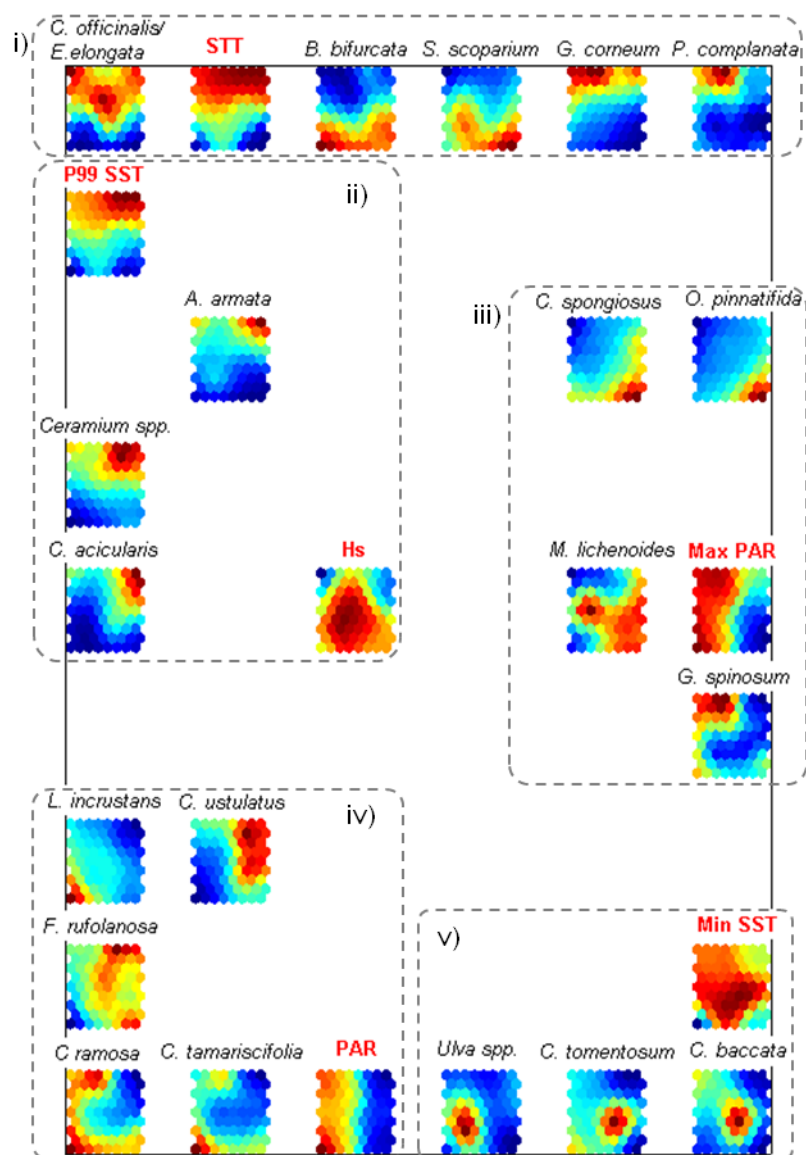 i)
C. officinalis/
E.elongata
STT
B. bifurcata
S. scoparium
G. corneum
P. complanata
P99 SST
ii)
A. armata
iii)
C. spongiosus
O. pinnatifida
Ceramium spp.
C. acicularis
Hs
M. lichenoides
Max PAR
G. spinosum
L. incrustans
C. ustulatus
iv)
F. rufolanosa
v)
Min SST
C ramosa
C. tamariscifolia
PAR
Ulva spp.
C. tomentosum
C. baccata